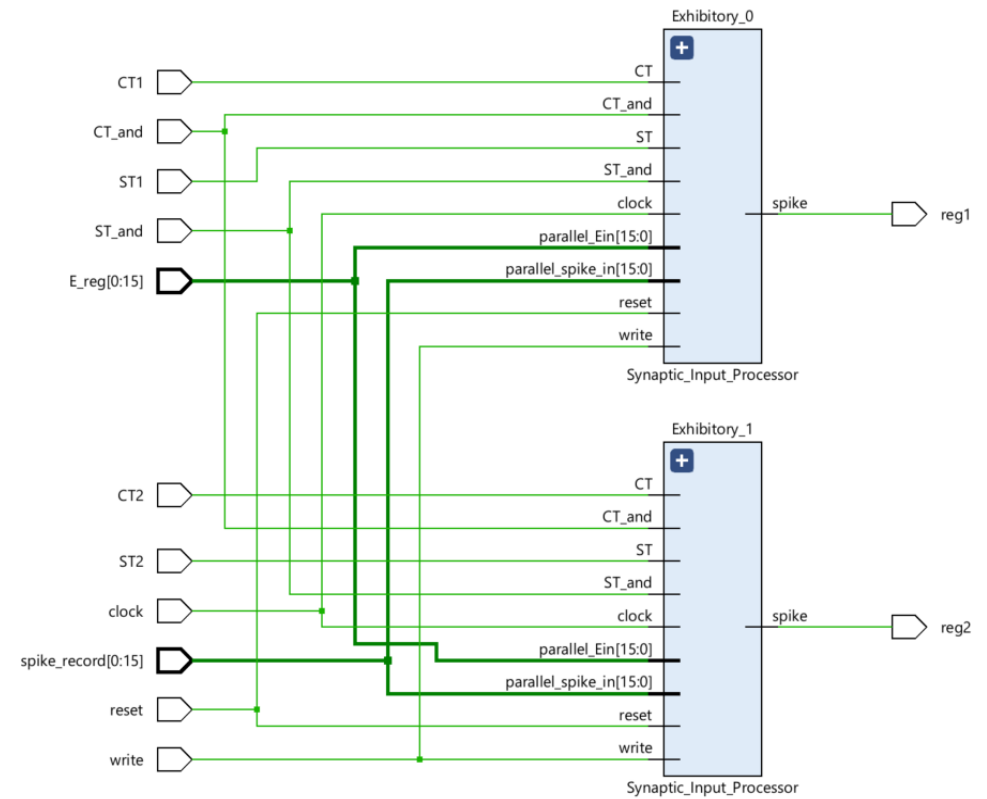 Exhibitory_0
CT1
CT_and
ST1
ST_and
E_reg[0:15]
CT
CT_and
ST
ST_and
clock
parallel_Ein[15:0]
parallel_spike_in[15:0]
reset
write
spike
reg1
Synaptic_Input_Processor
Exhibitory_1
CT2
ST2
clock
spike_record[0:15]
reset
write
CT
CT_and
ST
ST_and
clock
parallel_Ein[15:0]
parallel_spike_in[15:0]
reset
write
spike
reg2
Synaptic_Input_Processor